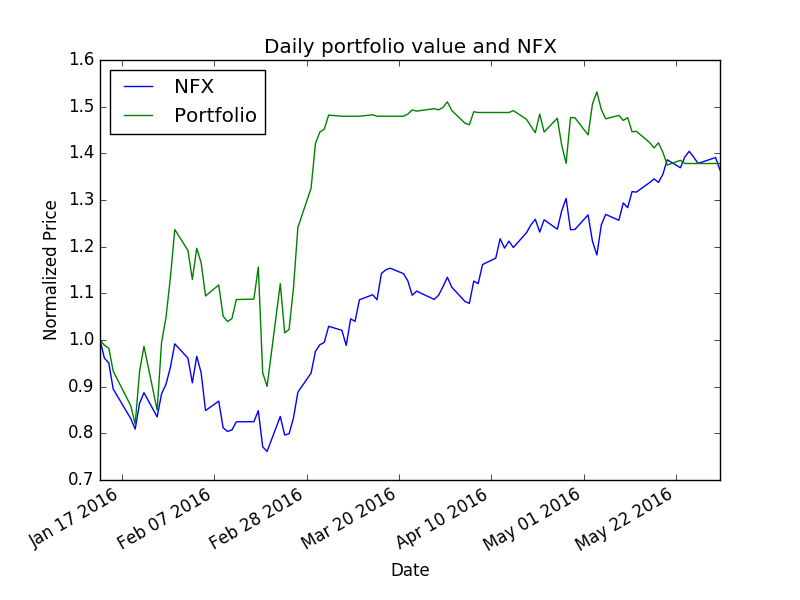 Daily portfolio value and NFX
NFX
Portfolio
1.6
1.5
1.4
1.3
1.2
1.1
1.0
0.9
0.8
0.7
Normalized Price
Jan 17 2016
Feb 07 2016
Feb 28 2016
Mar 20 2016
Apr 10 2016
May 01 2016
May 22 2016
Date